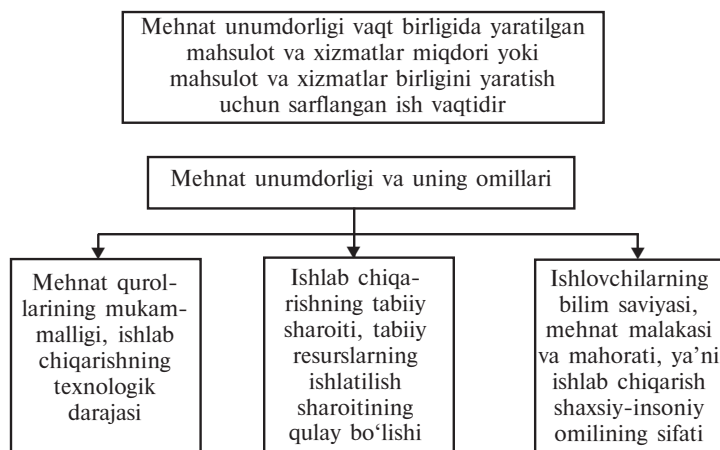 Mehnat unumdorligi vaqt birligida yaratilgan
mahsulot va xizmatlar miqdori yoki
mahsulot va xizmatlar birligini yaratish
uchun sarflangan ish vaqtidir
Mehnat unumdorligi va uning omillari
Mehnat qurol-
larining mukam-
malligi, ishlab
chiqarishning
texnologik
darajasi
Ishlab chiqa-
rishning tabiiy
sharoiti, tabiiy
resurslarning
ishlatilish
sharoitining
qulay bo‘lishi
Ishlovchilarning
bilim saviyasi,
mehnat malakasi
va mahorati, ya’ni
ishlab chiqarish
shaxsiy-insoniy
omilining sifati